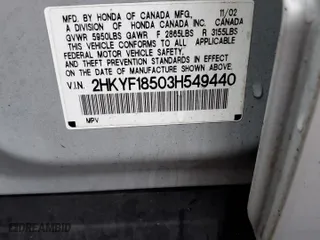 MFD. BY HONDA OF CANADA MFG. 11/02
A DIVISION OF HONDA CANADA INC. CANADA
GVWR 5950LBS GAWR F 2865LBS R 3155LBS
THIS VEHICLE CONFORMS TO ALL APPLICABLE
FEDERAL MOTOR VEHICLE SAFETY AND
THEFT PREVENTION STANDARDS IN EFFECT ON
THE DATE OF MANUFACTURE SHOWN ABOVE
V.I.N. 2HKYF18503H549440
MPV